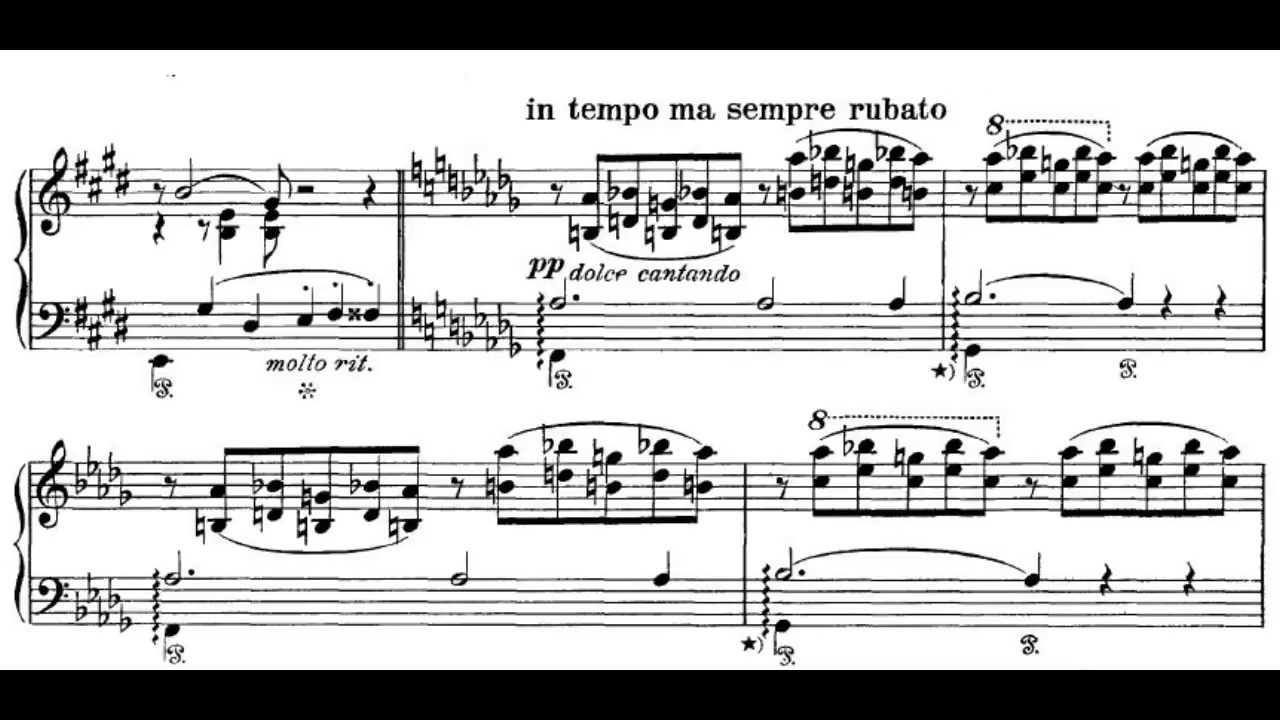 in tempo ma sempre rubato
8
pp dolce cantando
molto rit.
8